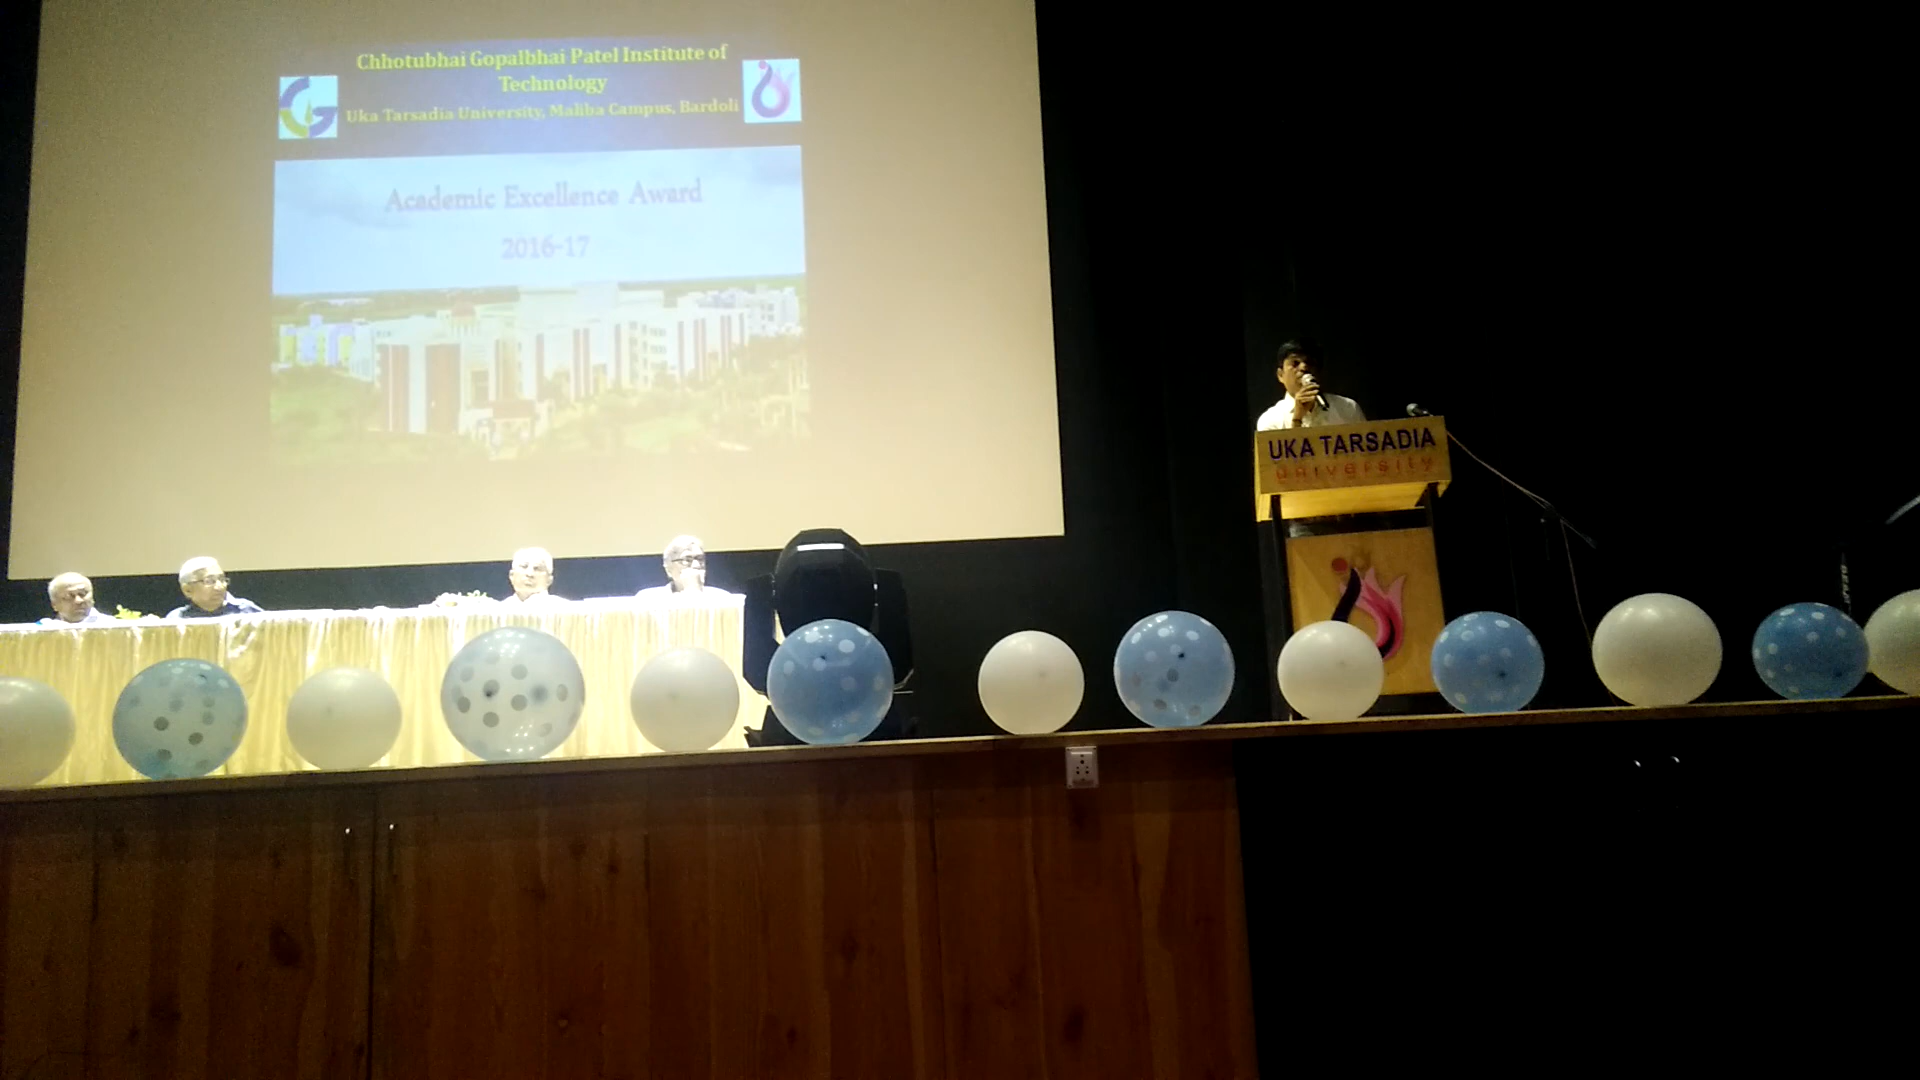 Chhotubhai Gopalbhai Patel Institute of
Technology
Uka Tarsadia University, Maliba Campus, Bardoli
Academic Excellence Award
2016-17
UKA TARSADIA
university